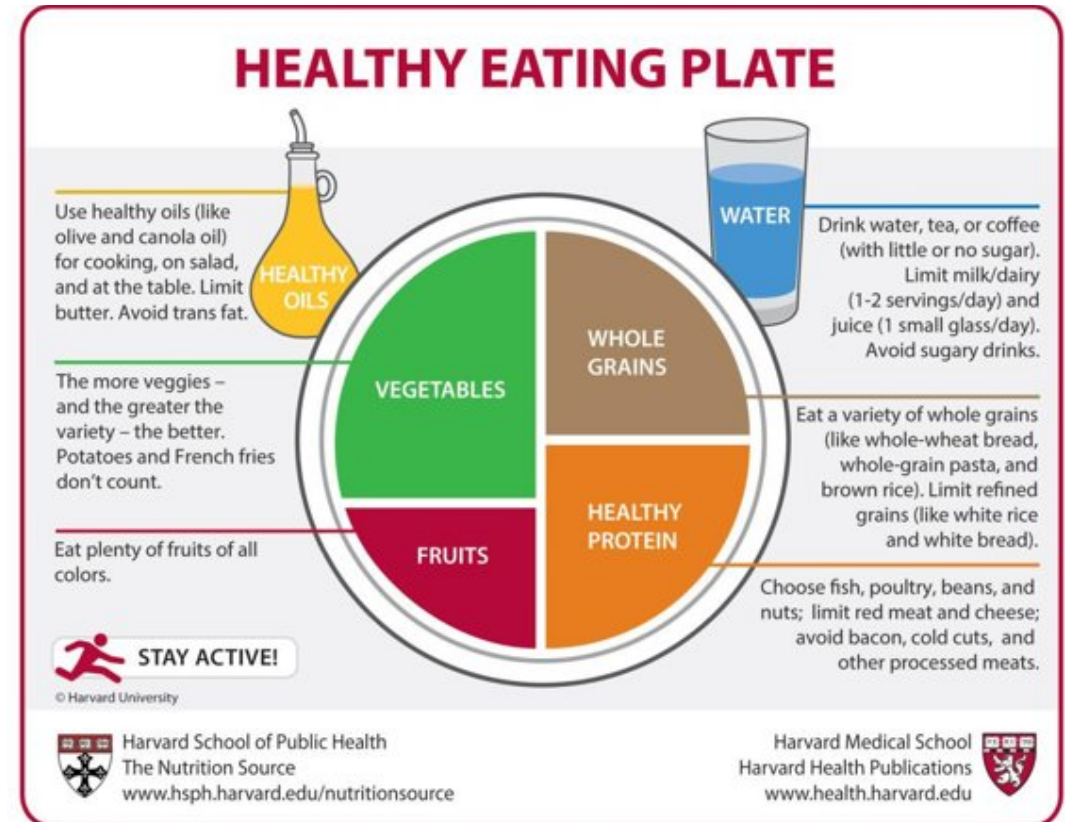 HEALTHY EATING PLATE
Use healthy oils (like
olive and canola oil)
for cooking, on salad,
and at the table. Limit
butter. Avoid trans fat.
HEALTHY
OILS
The more veggies –
and the greater the
variety – the better.
Potatoes and French fries
don't count.
Eat plenty of fruits of all
colors.
VEGETABLES
FRUITS
WHOLE
GRAINS
HEALTHY
PROTEIN
WATER
Drink water, tea, or coffee
(with little or no sugar).
Limit milk/dairy
(1-2 servings/day) and
juice (1 small glass/day).
Avoid sugary drinks.
Eat a variety of whole grains
(like whole-wheat bread,
whole-grain pasta, and
brown rice). Limit refined
grains (like white rice
and white bread).
Choose fish, poultry, beans, and
nuts; limit red meat and cheese;
avoid bacon, cold cuts, and
other processed meats.
STAY ACTIVE!
© Harvard University
Harvard School of Public Health
The Nutrition Source
www.hsph.harvard.edu/nutritionsource
Harvard Medical School
Harvard Health Publications
www.health.harvard.edu